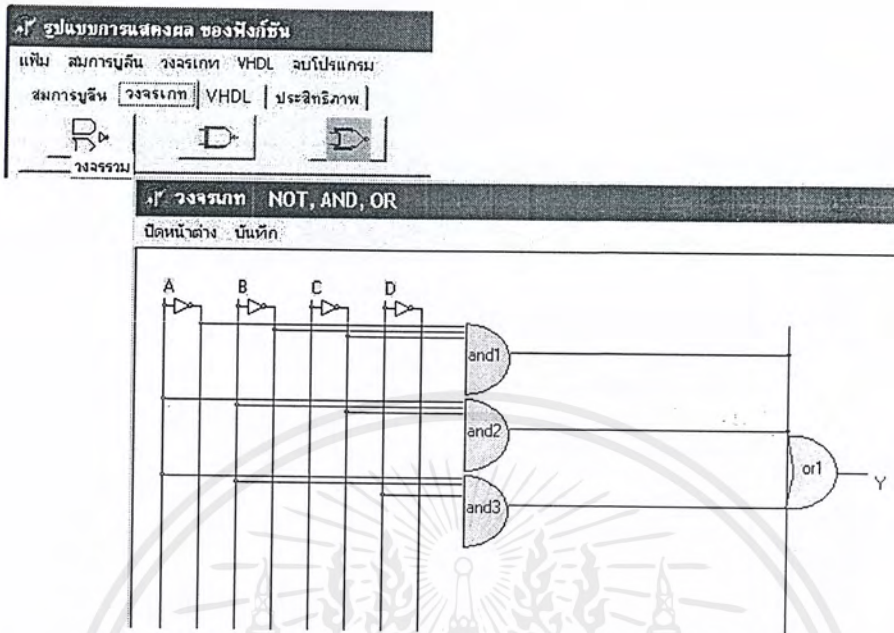 รูปแบบการแสดงผล ของฟังก์ชัน
แฟ้ม สมการบูลีน วงจรเกท VHDL จบโปรแกรม
สมการบูลีน วงจรเกท VHDL ประสิทธิภาพ
วงจรรวม
วงจรเกท NOT, AND, OR
ปิดหน้าต่าง บันทึก
A B C D
and1
and2
or1
Y
and3